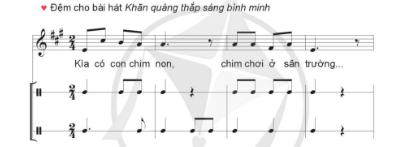 ♥ Đệm cho bài hát Khăn quàng thắp sáng bình minh
Kìa có con chim non, chim chơi ở sân trường...